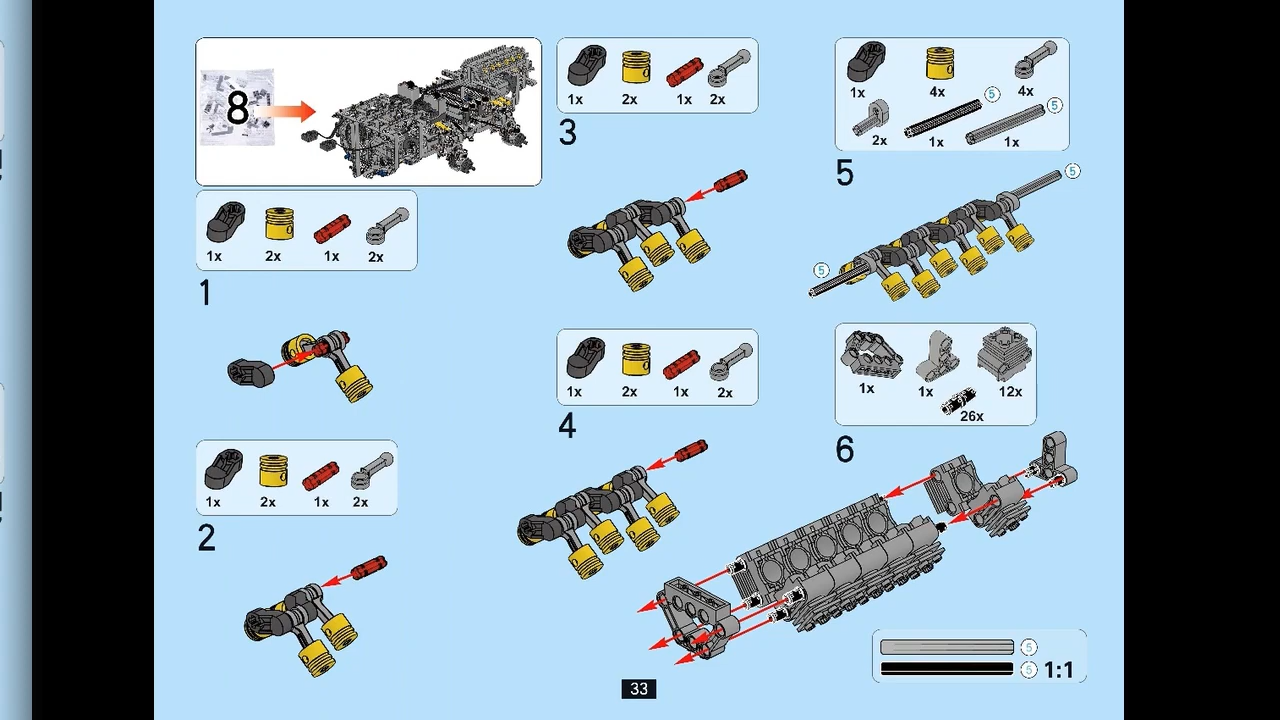 8
1x 2x 1x 2x
1
1x 2x 1x 2x
2
1x 2x 1x 2x
3
1x 2x 1x 2x
4
1x 4x 4x
2x 1x 5 1x 5
5
5
5
1x 1x 12x
26x
6
5
5 1:1
33